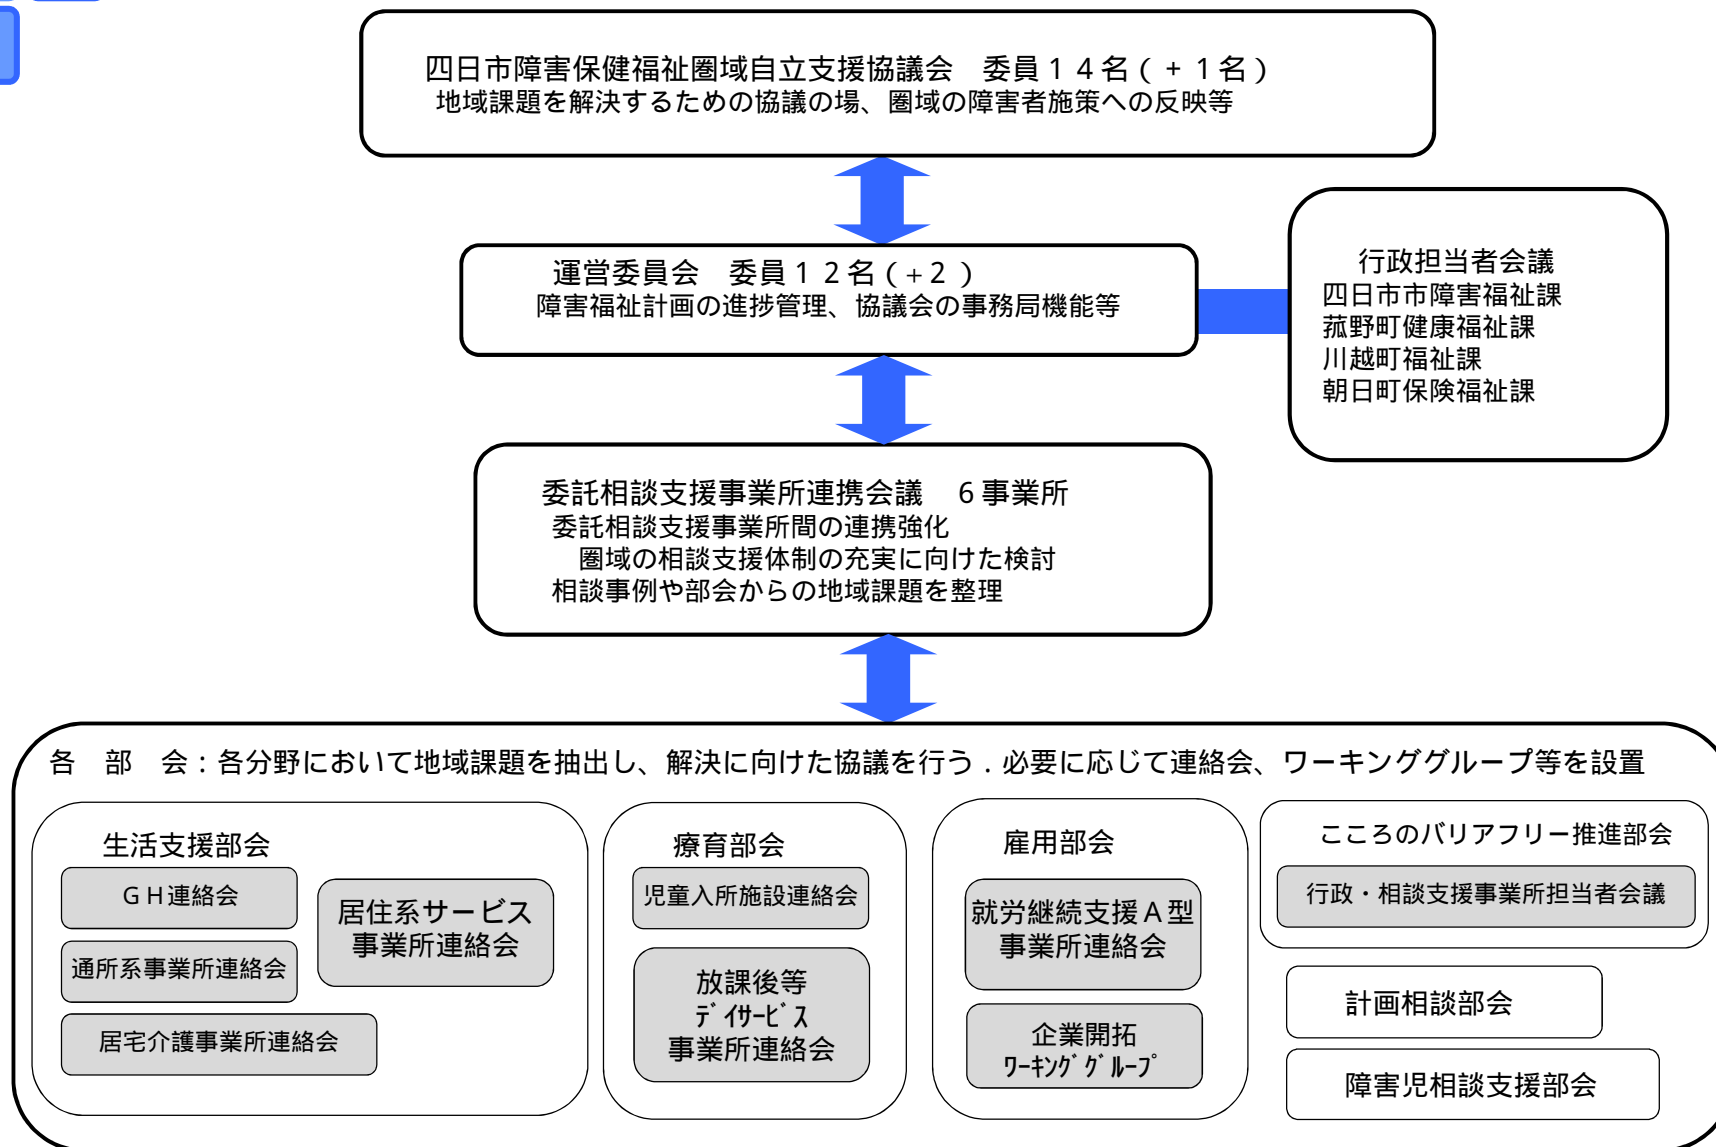 四日市障害保健福祉圏域自立支援協議会　委員１４名(+1名)
地域課題を解決するための協議の場、圏域の障害者施策への反映等
運営委員会　委員１２名(+2)
障害福祉計画の進捗管理、協議会の事務局機能等
行政担当者会議
四日市市障害福祉課
菰野町健康福祉課
川越町福祉課
朝日町保険福祉課
委託相談支援事業所連携会議　6事業所
委託相談支援事業所間の連携強化
圏域の相談支援体制の充実に向けた検討
相談事例や部会からの地域課題を整理
各　部　会：各分野において地域課題を抽出し、解決に向けた協議を行う．必要に応じて連絡会、ワーキンググループ等を設置
生活支援部会
ＧＨ連絡会
居住系サービス
事業所連絡会
通所系事業所連絡会
居宅介護事業所連絡会
療育部会
児童入所施設連絡会
放課後等
ﾃﾞｲｻｰﾋﾞｽ
事業所連絡会
雇用部会
就労継続支援Ａ型
事業所連絡会
企業開拓
ﾜｰｷﾝｸﾞｸﾞﾙｰﾌﾟ
こころのバリアフリー推進部会
行政・相談支援事業所担当者会議
計画相談部会
障害児相談支援部会